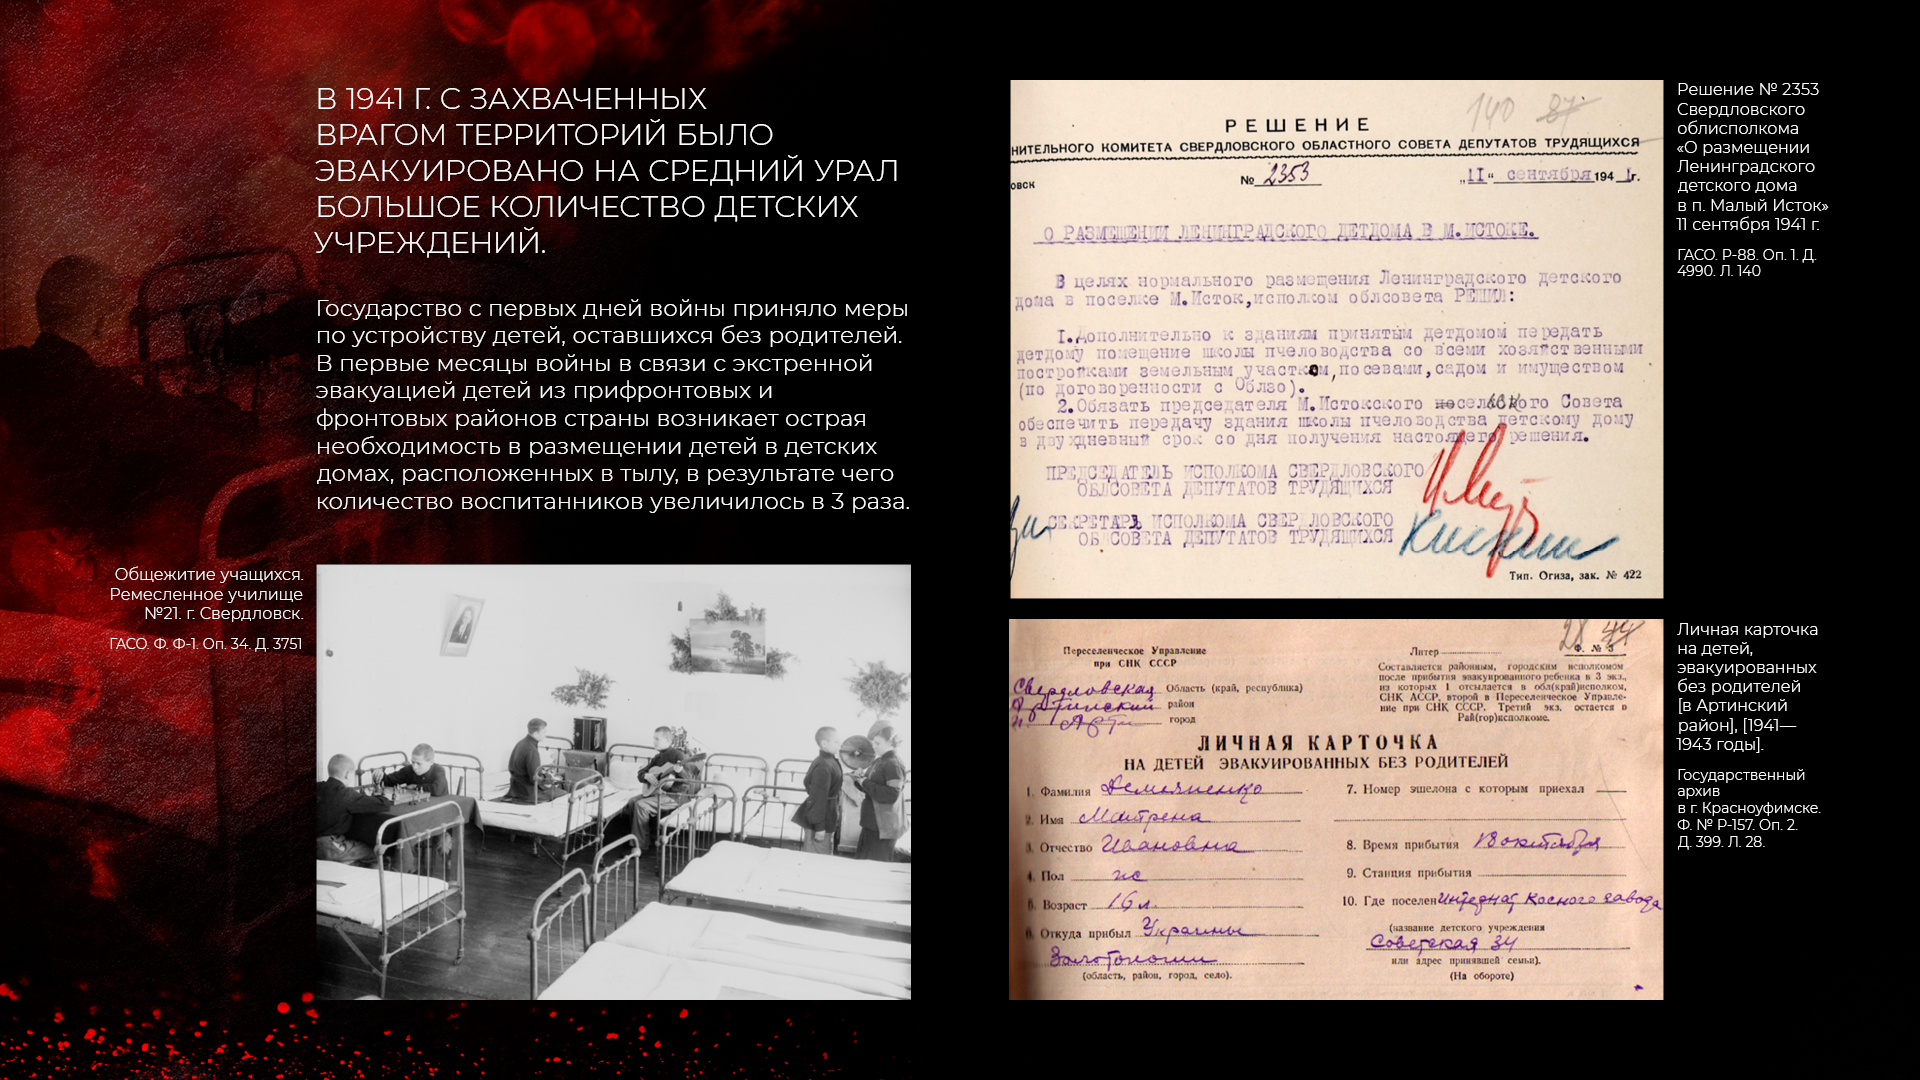 В 1941 Г. С ЗАХВАЧЕННЫХ
ВРАГОМ ТЕРРИТОРИЙ БЫЛО
ЭВАКУИРОВАНО НА СРЕДНИЙ УРАЛ
БОЛЬШОЕ КОЛИЧЕСТВО ДЕТСКИХ
УЧРЕЖДЕНИЙ.
Государство с первых дней войны приняло меры
по устройству детей, оставшихся без родителей.
В первые месяцы войны в связи с экстренной
эвакуацией детей из прифронтовых и
фронтовых районов страны возникает острая
необходимость в размещении детей в детских
домах, расположенных в тылу, в результате чего
количество воспитанников увеличилось в 3 раза.
Общежитие учащихся.
Ремесленное училище
№21. г. Свердловск.
ГАСО. Ф. Ф-1. Оп. 34. Д. 3751
140 87
РЕШЕНИЕ
НИТЕЛЬНОГО КОМИТЕТА СВЕРДЛОВСКОГО ОБЛАСТНОГО СОВЕТА ДЕПУТАТОВ ТРУДЯЩИХСЯ
овск № 2353 „11“ сентября 1941 г.
О РАЗМЕЩЕНИИ ЛЕНИНГРАДСКОГО ДЕТДОМА В М.ИСТОКЕ.
В целях нормального размещения Ленинградского детского
дома в поселке М.Исток,исполком облсовета РЕШИЛ:
1.Дополнительно к зданиям принятым детдомом передать
детдому помещение школы пчеловодства со всеми хозяйственными
постройками земельным участком,посевами,садом и имуществом
(по договоренности с Облзо).
2.Обязать председателя М.Истокского Совета
обеспечить передачу здания школы пчеловодства детскому дому
в двухдневный срок со дня получения настоящего решения.
ПРЕДСЕДАТЕЛЬ ИСПОЛКОМА СВЕРДЛОВСКОГО
ОБЛСОВЕТА ДЕПУТАТОВ ТРУДЯЩИХСЯ
СЕКРЕТАРЬ ИСПОЛКОМА СВЕРДЛОВСКОГО
ОБЛСОВЕТА ДЕПУТАТОВ ТРУДЯЩИХСЯ
Тип. Огиза, зак. № 422
Решение № 2353
Свердловского
облисполкома
«О размещении
Ленинградского
детского дома
в п. Малый Исток»
11 сентября 1941 г.
ГАСО. Р-88. Оп. 1. Д.
4990. Л. 140
28 44
Переселенческое Управление
при СНК СССР
Свердловская Область (край, республика)
Артинский район
Арти город
Литер Ф. № 3
Составляется районным, городским исполкомом
после прибытия эвакуированного ребенка в 3 экз.,
из которых 1 отсылается в обл(край)исполком,
СНК АССР, второй в Переселенческое Управле-
ние при СНК СССР. Третий экз. остается в
Рай(гор)исполкоме.
ЛИЧНАЯ КАРТОЧКА
НА ДЕТЕЙ ЭВАКУИРОВАННЫХ БЕЗ РОДИТЕЛЕЙ
1. Фамилия Демяненко
2. Имя Матрена
3. Отчество Ивановна
4. Пол ж
5. Возраст 16 л.
6. Откуда прибыл Украины
(область, район, город, село).
7. Номер эшелона с которым приехал
8. Время прибытия 18 октября
9. Станция прибытия
10. Где поселен Интернат Косного завода
(название детского учреждения
Советская 34
или адрес принявшей семьи).
(На обороте)
Личная карточка
на детей,
эвакуированных
без родителей
[в Артинский
район], [1941—
1943 годы].
Государственный
архив
в г. Красноуфимске.
Ф. № Р-157. Оп. 2.
Д. 399. Л. 28.